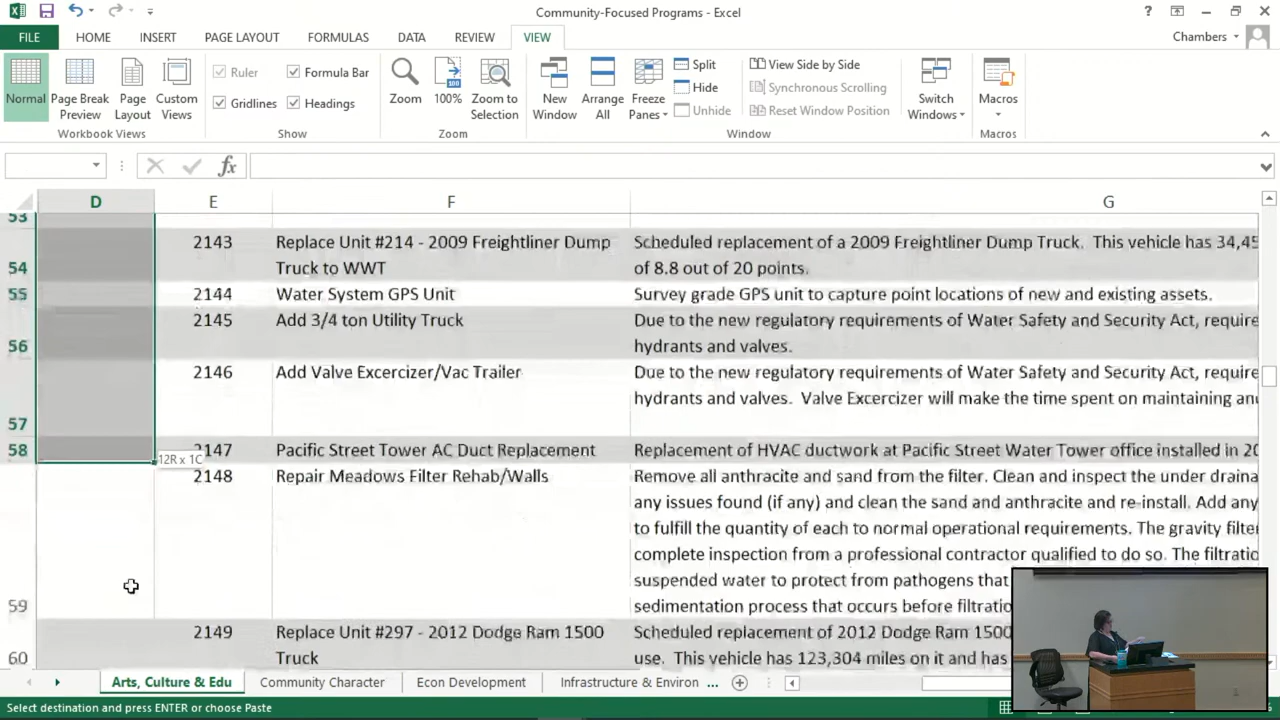 Community-Focused Programs - Excel
?
FILE HOME INSERT PAGE LAYOUT FORMULAS DATA REVIEW VIEW
Chambers
Normal
Page Break Preview
Page Layout
Custom Views
Workbook Views
Ruler
Formula Bar
Gridlines
Headings
Show
Zoom
100%
Zoom to Selection
Zoom
New Window
Arrange All
Freeze Panes
Split
Hide
Unhide
View Side by Side
Synchronous Scrolling
Reset Window Position
Window
Switch Windows
Macros
Macros
fx
D E F G
53
54 2143 Replace Unit #214 - 2009 Freightliner Dump Scheduled replacement of a 2009 Freightliner Dump Truck. This vehicle has 34,45
Truck to WWT of 8.8 out of 20 points.
55 2144 Water System GPS Unit Survey grade GPS unit to capture point locations of new and existing assets.
56 2145 Add 3/4 ton Utility Truck Due to the new regulatory requirements of Water Safety and Security Act, require
hydrants and valves.
57 2146 Add Valve Excercizer/Vac Trailer Due to the new regulatory requirements of Water Safety and Security Act, require
hydrants and valves. Valve Excercizer will make the time spent on maintaining an
58 2147 Pacific Street Tower AC Duct Replacement Replacement of HVAC ductwork at Pacific Street Water Tower office installed in 20
12R x 1C
59 2148 Repair Meadows Filter Rehab/Walls Remove all anthracite and sand from the filter. Clean and inspect the under draina
any issues found (if any) and clean the sand and anthracite and re-install. Add any
to fulfill the quantity of each to normal operational requirements. The gravity filter
complete inspection from a professional contractor qualified to do so. The filtratio
suspended water to protect from pathogens that
sedimentation process that occurs before filtratio
60 2149 Replace Unit #297 - 2012 Dodge Ram 1500 Scheduled replacement of 2012 Dodge Ram 1500
Truck use. This vehicle has 123,304 miles on it and has
Arts, Culture & Edu Community Character Econ Development Infrastructure & Environ ...
Select destination and press ENTER or choose Paste